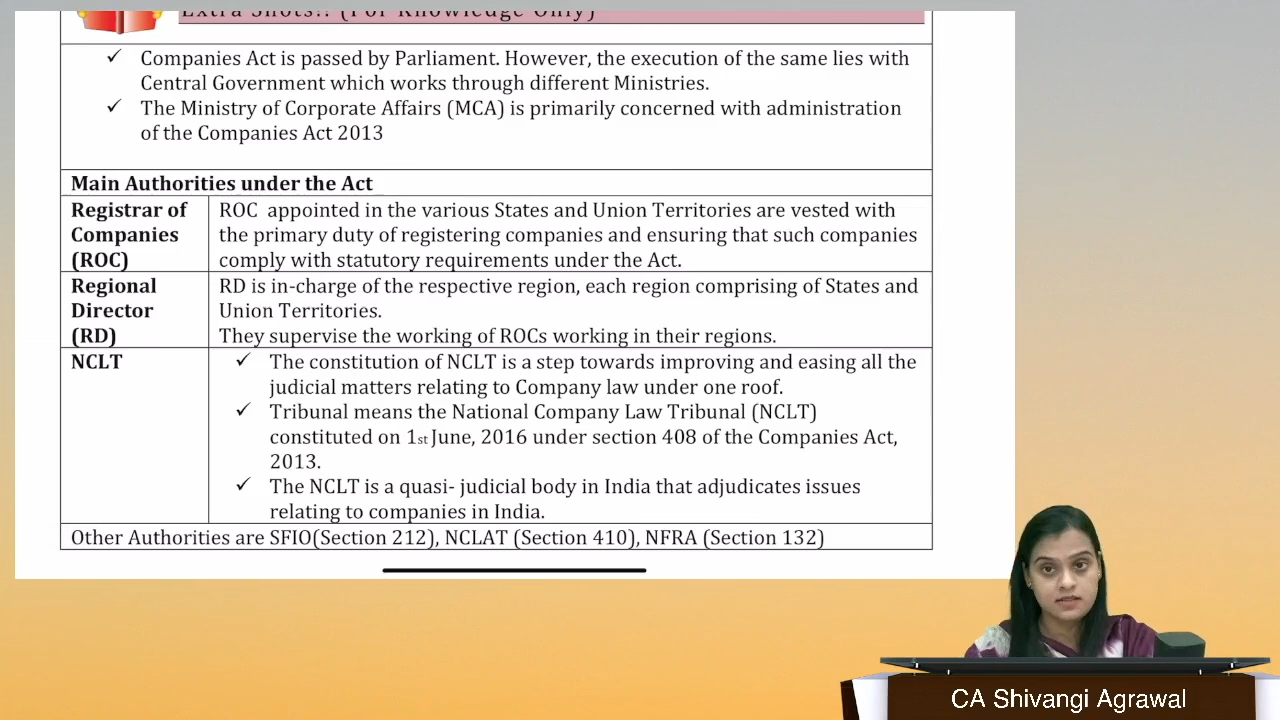 Extra Shots!! (For Knowledge Only)
✓ Companies Act is passed by Parliament. However, the execution of the same lies with
Central Government which works through different Ministries.
✓ The Ministry of Corporate Affairs (MCA) is primarily concerned with administration
of the Companies Act 2013
Main Authorities under the Act
Registrar of
Companies
(ROC)
ROC appointed in the various States and Union Territories are vested with
the primary duty of registering companies and ensuring that such companies
comply with statutory requirements under the Act.
Regional
Director
(RD)
RD is in-charge of the respective region, each region comprising of States and
Union Territories.
They supervise the working of ROCs working in their regions.
NCLT
✓ The constitution of NCLT is a step towards improving and easing all the
judicial matters relating to Company law under one roof.
✓ Tribunal means the National Company Law Tribunal (NCLT)
constituted on 1st June, 2016 under section 408 of the Companies Act,
2013.
✓ The NCLT is a quasi- judicial body in India that adjudicates issues
relating to companies in India.
Other Authorities are SFIO(Section 212), NCLAT (Section 410), NFRA (Section 132)
CA Shivangi Agrawal